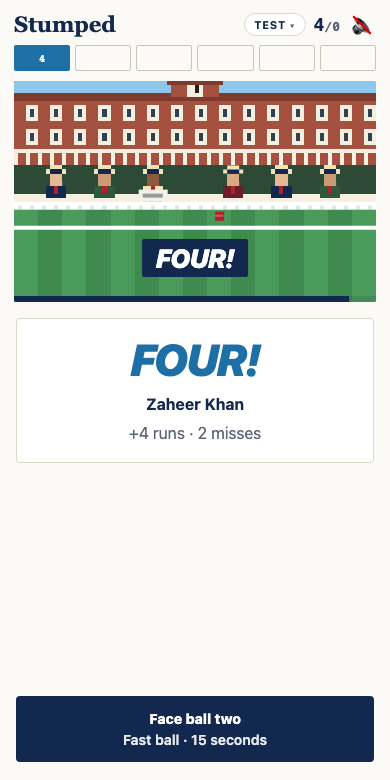 Stumped
TEST ▾
4/0
4
FOUR!
FOUR!
Zaheer Khan
+4 runs · 2 misses
Face ball two
Fast ball · 15 seconds